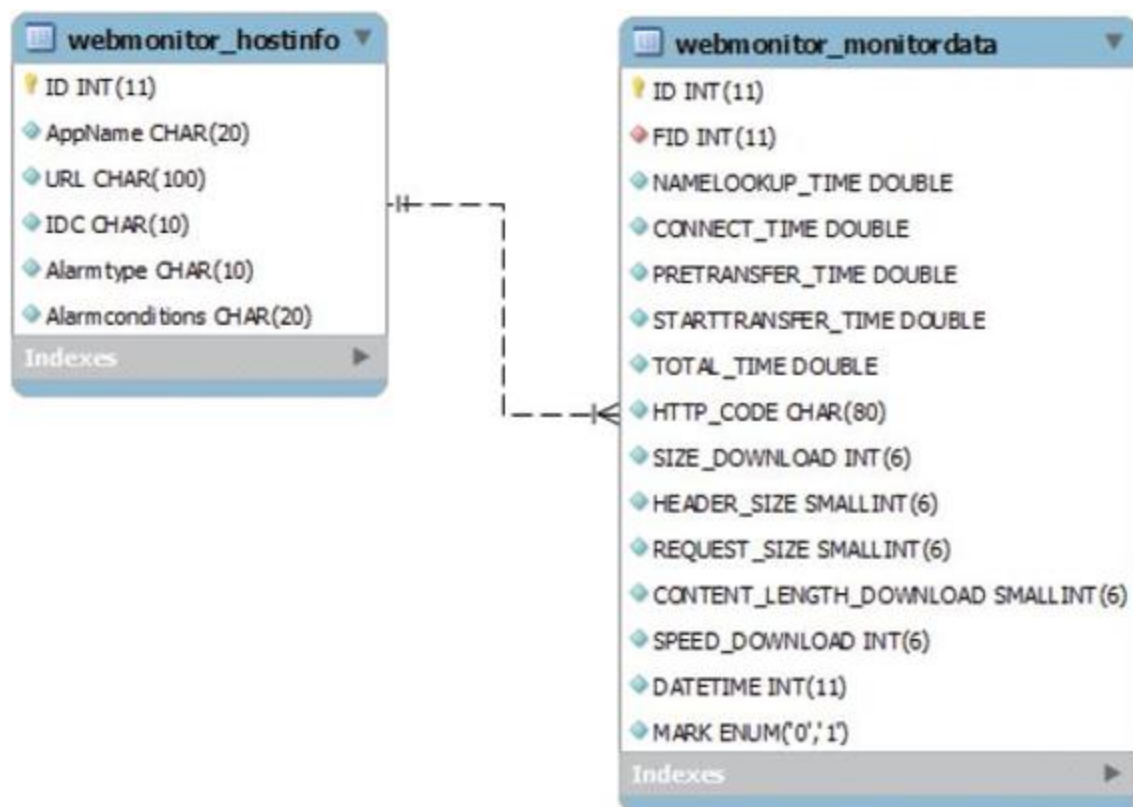 webmonitor_hostinfo
ID INT(11)
AppName CHAR(20)
URL CHAR(100)
IDC CHAR(10)
Alarmtype CHAR(10)
Alarmconditions CHAR(20)
Indexes
webmonitor_monitordata
ID INT(11)
FID INT(11)
NAMELOOKUP_TIME DOUBLE
CONNECT_TIME DOUBLE
PRETRANSFER_TIME DOUBLE
STARTTRANSFER_TIME DOUBLE
TOTAL_TIME DOUBLE
HTTP_CODE CHAR(80)
SIZE_DOWNLOAD INT(6)
HEADER_SIZE SMALLINT(6)
REQUEST_SIZE SMALLINT(6)
CONTENT_LENGTH_DOWNLOAD SMALLINT(6)
SPEED_DOWNLOAD INT(6)
DATETIME INT(11)
MARK ENUM('0','1')
Indexes